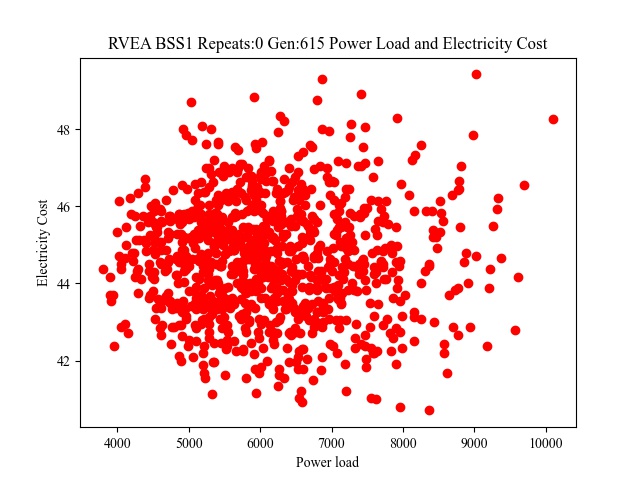 RVEA BSS1 Repeats:0 Gen:615 Power Load and Electricity Cost
48
46
44
42
Electricity Cost
4000 5000 6000 7000 8000 9000 10000
Power load